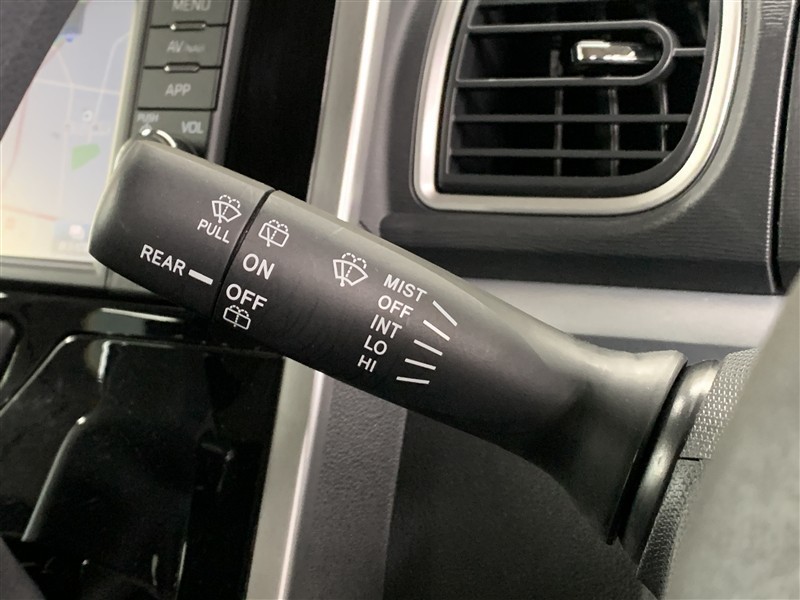 MENU
AV
APP
PUSH
VOL
PULL
REAR
ON
OFF
MIST
OFF
INT
LO
HI